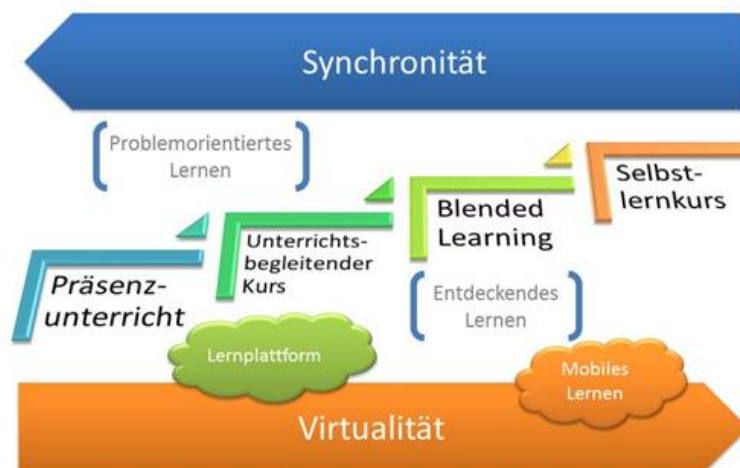 Synchronität
Problemorientiertes
Lernen
Präsenz-
unterricht
Unterrichts-
begleitender
Kurs
Blended
Learning
Selbst-
lernkurs
Entdeckendes
Lernen
Lernplattform
Mobiles
Lernen
Virtualität